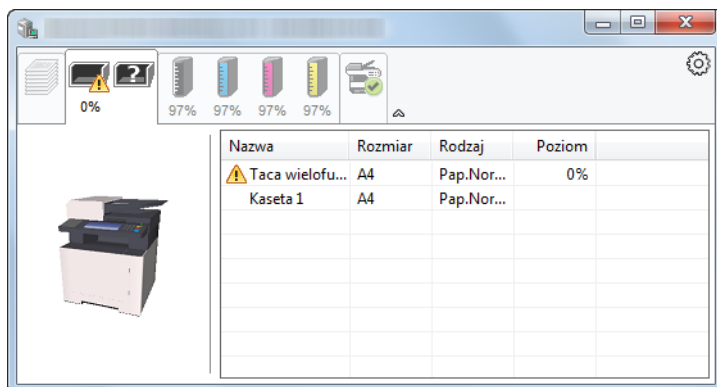 ?
0%
97% 97% 97% 97%
Nazwa Rozmiar Rodzaj Poziom
Taca wielofu... A4 Pap.Nor... 0%
Kaseta 1 A4 Pap.Nor...